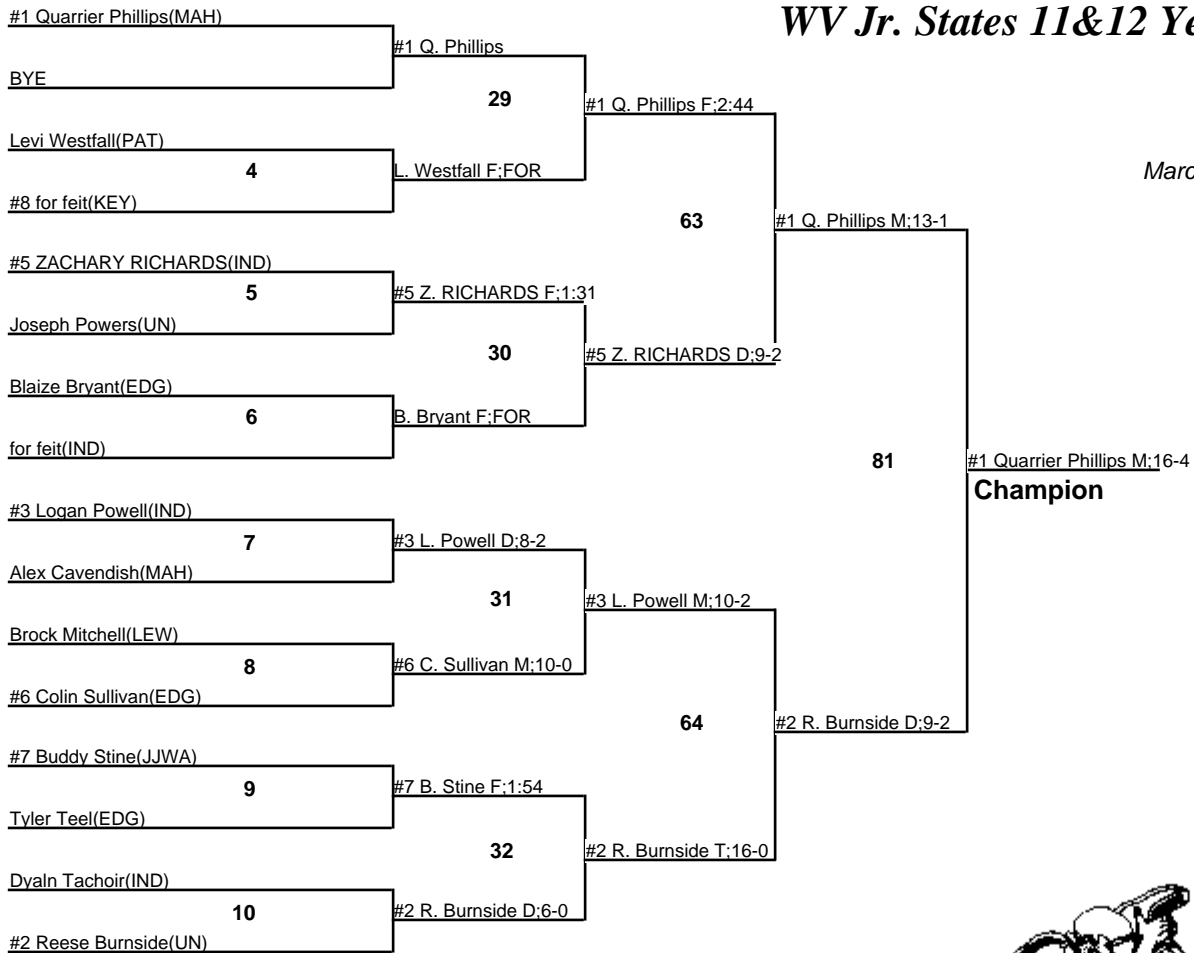 #1 Quarrier Phillips(MAH)
WV Jr. States 11&12 Ye
#1 Q. Phillips
BYE
29
#1 Q. Phillips F;2:44
Levi Westfall(PAT)
4
L. Westfall F;FOR
Marc
#8 for feit(KEY)
63
#1 Q. Phillips M;13-1
#5 ZACHARY RICHARDS(IND)
5
#5 Z. RICHARDS F;1:31
Joseph Powers(UN)
30
#5 Z. RICHARDS D;9-2
Blaize Bryant(EDG)
6
B. Bryant F;FOR
for feit(IND)
81
#1 Quarrier Phillips M;16-4
Champion
#3 Logan Powell(IND)
7
#3 L. Powell D;8-2
Alex Cavendish(MAH)
31
#3 L. Powell M;10-2
Brock Mitchell(LEW)
8
#6 C. Sullivan M;10-0
#6 Colin Sullivan(EDG)
64
#2 R. Burnside D;9-2
#7 Buddy Stine(JJWA)
9
#7 B. Stine F;1:54
Tyler Teel(EDG)
32
#2 R. Burnside T;16-0
Dyaln Tachoir(IND)
10
#2 R. Burnside D;6-0
#2 Reese Burnside(UN)